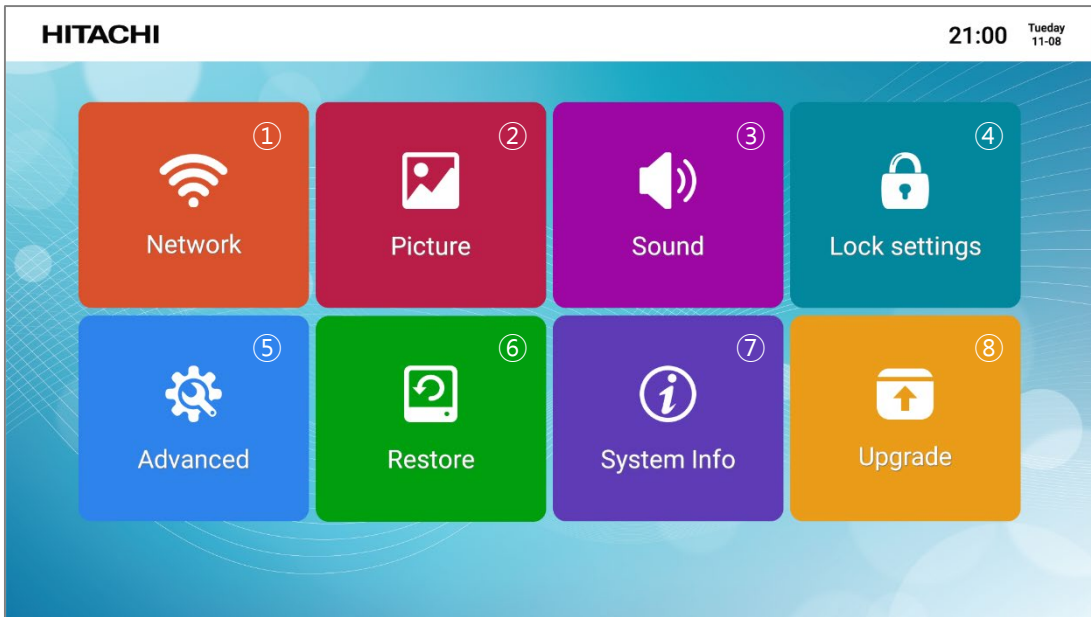 HITACHI
21:00
Tueday
11-08
① 
Network
② 
Picture
③ 
Sound
④ 
Lock settings
⑤ 
Advanced
⑥ 
Restore
⑦ 
System Info
⑧ 
Upgrade